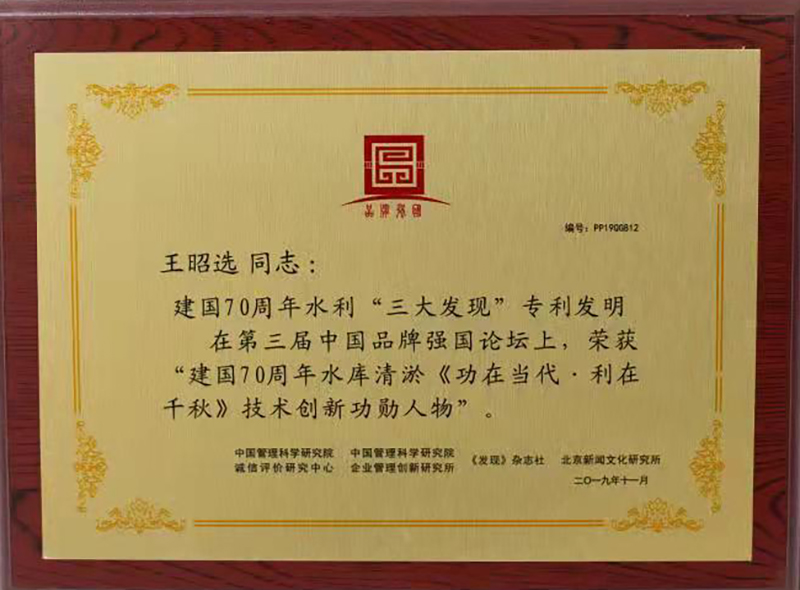 品牌强国
编号：PP190G812
王昭选 同志：
建国70周年水利“三大发现”专利发明
在第三届中国品牌强国论坛上，荣获
“建国70周年水库清淤《功在当代·利在
千秋》技术创新功勋人物”。
中国管理科学研究院
诚信评价研究中心
中国管理科学研究院
企业管理创新研究所
《发现》杂志社
北京新闻文化研究所
二〇一九年十一月